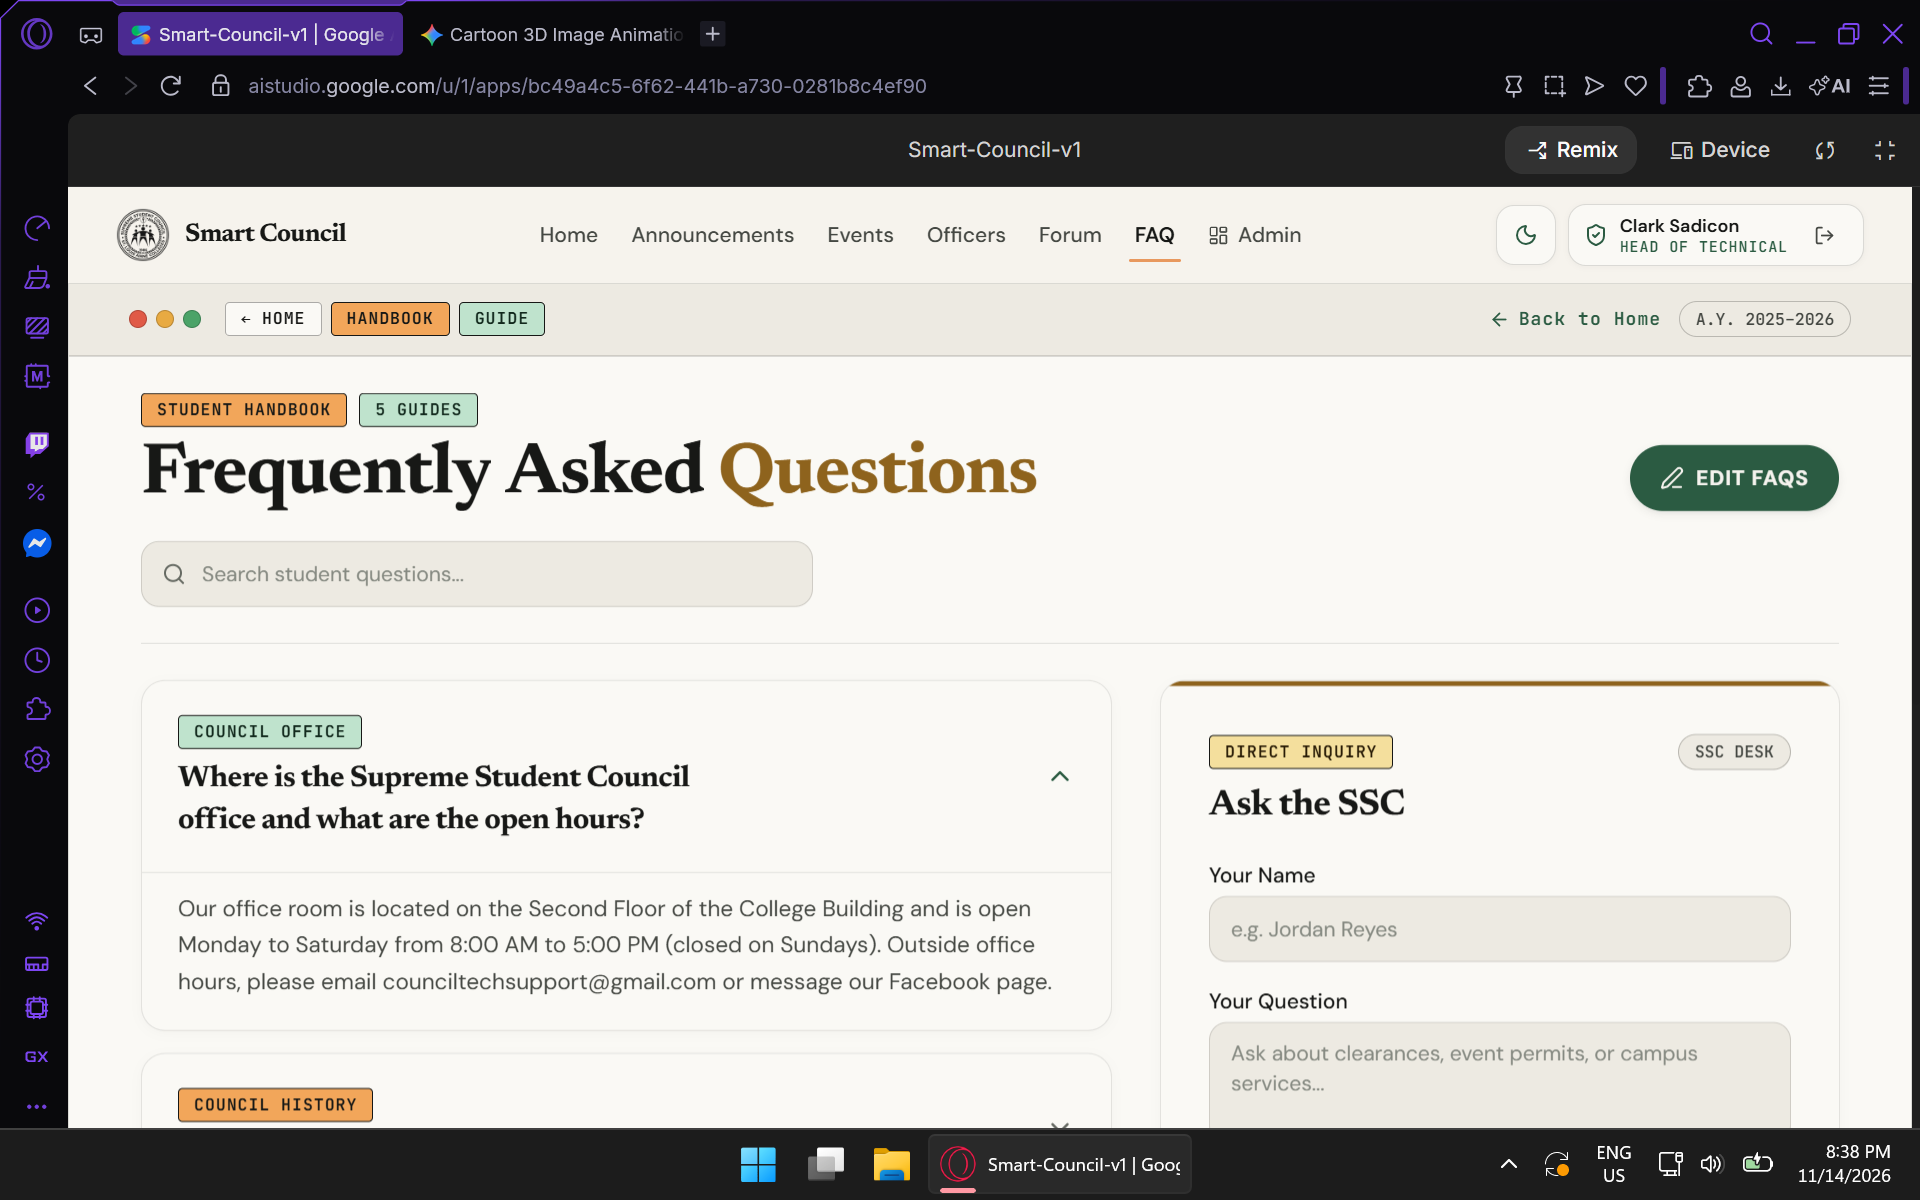 Smart-Council-v1 | Google
Cartoon 3D Image Animatio
aistudio.google.com/u/1/apps/bc49a4c5-6f62-441b-a730-0281b8c4ef90
AI
Smart-Council-v1
Remix
Device
Smart Council
Home
Announcements
Events
Officers
Forum
FAQ
Admin
Clark Sadicon
HEAD OF TECHNICAL
← HOME
HANDBOOK
GUIDE
← Back to Home
A.Y. 2025-2026
STUDENT HANDBOOK
5 GUIDES
Frequently Asked Questions
EDIT FAQS
Search student questions...
COUNCIL OFFICE
Where is the Supreme Student Council
office and what are the open hours?
Our office room is located on the Second Floor of the College Building and is open
Monday to Saturday from 8:00 AM to 5:00 PM (closed on Sundays). Outside office
hours, please email counciltechsupport@gmail.com or message our Facebook page.
COUNCIL HISTORY
DIRECT INQUIRY
SSC DESK
Ask the SSC
Your Name
e.g. Jordan Reyes
Your Question
Ask about clearances, event permits, or campus
services...
M
GX
Smart-Council-v1 | Goog
ENG
US
8:38 PM
11/14/2026